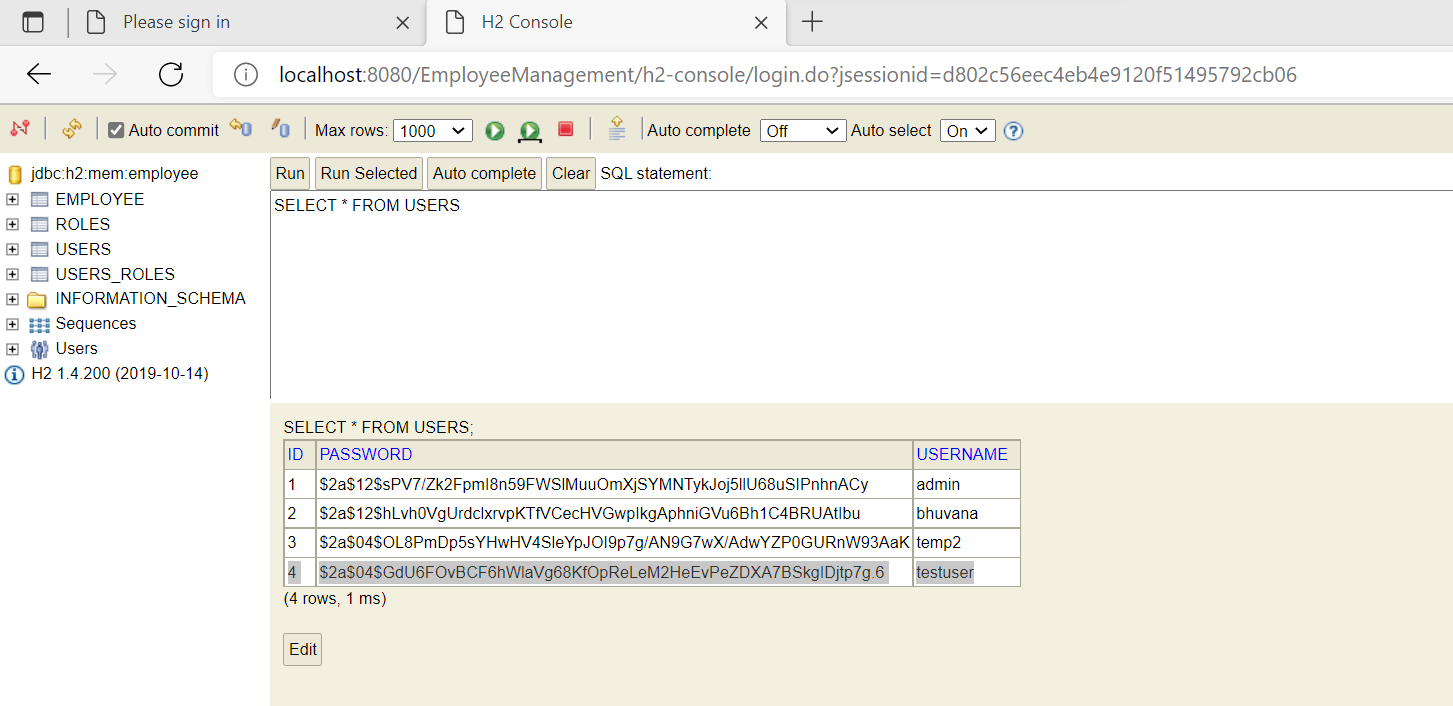 Please sign in
H2 Console
localhost:8080/EmployeeManagement/h2-console/login.do?jsessionid=d802c56eec4eb4e9120f51495792cb06
Auto commit Max rows: 1000 Auto complete Off Auto select On ?
jdbc:h2:mem:employee
EMPLOYEE
ROLES
USERS
USERS_ROLES
INFORMATION_SCHEMA
Sequences
Users
H2 1.4.200 (2019-10-14)
Run Run Selected Auto complete Clear SQL statement:
SELECT * FROM USERS
SELECT * FROM USERS;
ID PASSWORD USERNAME
1 $2a$12$sPV7/Zk2FpmI8n59FWSlMuuOmXjSYMNTykJoj5llU68uSIPnhnACy admin
2 $2a$12$hLvh0VgUrdclxrvpKTfVCecHVGwpIkgAphniGVu6Bh1C4BRUAtlbu bhuvana
3 $2a$04$OL8PmDp5sYHwHV4SleYpJOI9p7g/AN9G7wX/AdwYZP0GURnW93AaK temp2
4 $2a$04$GdU6FOvBCF6hWlaVg68KfOpReLeM2HeEvPeZDXA7BSkgIDjtp7g.6 testuser
(4 rows, 1 ms)
Edit